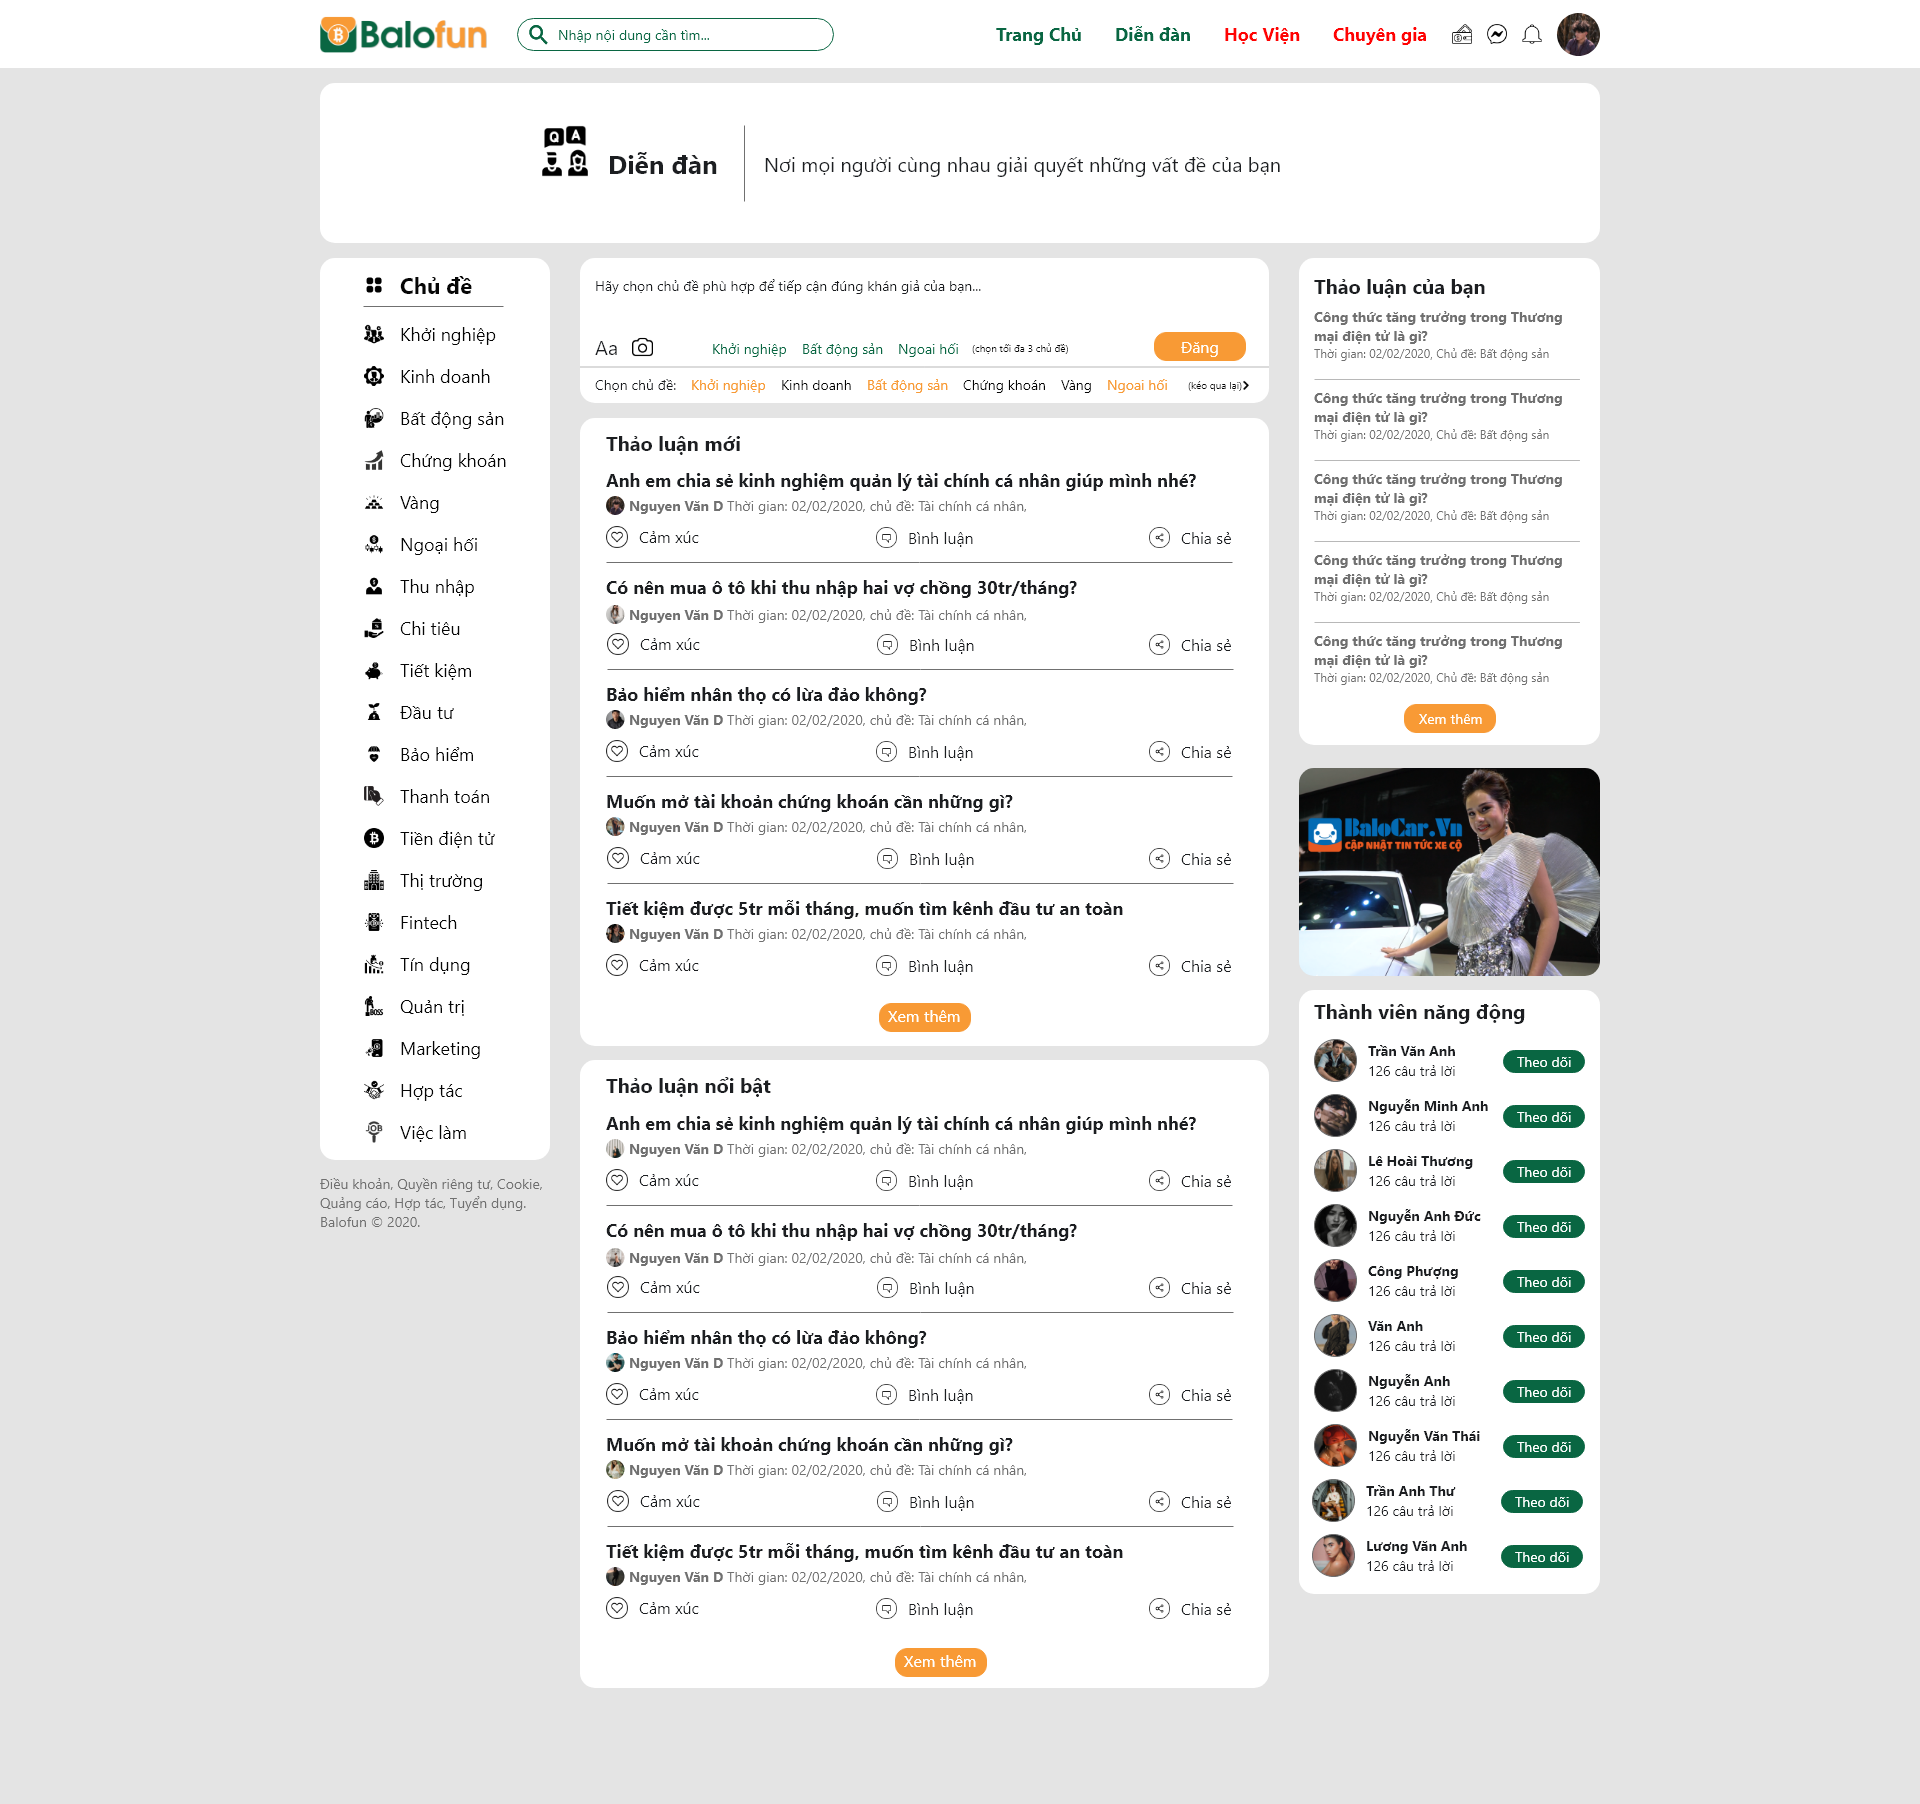 Balofun
Nhập nội dung cần tìm...
Trang Chủ
Diễn đàn
Học Viện
Chuyên gia
Q A
Diễn đàn
Nơi mọi người cùng nhau giải quyết những vất đề của bạn
Chủ đề
Khởi nghiệp
Kinh doanh
Bất động sản
Chứng khoán
Vàng
Ngoại hối
Thu nhập
Chi tiêu
Tiết kiệm
Đầu tư
Bảo hiểm
Thanh toán
Tiền điện tử
Thị trường
Fintech
Tín dụng
Quản trị
Marketing
Hợp tác
Việc làm
Điều khoản, Quyền riêng tư, Cookie,
Quảng cáo, Hợp tác, Tuyển dụng.
Balofun © 2020.
Hãy chọn chủ đề phù hợp để tiếp cận đúng khán giả của bạn...
Aa
Khởi nghiệp Bất động sản Ngoai hối (chọn tối đa 3 chủ đề)
Đăng
Chọn chủ đề: Khởi nghiệp Kinh doanh Bất động sản Chứng khoán Vàng Ngoai hối (kéo qua lại)
Thảo luận mới
Anh em chia sẻ kinh nghiệm quản lý tài chính cá nhân giúp mình nhé?
Nguyen Văn D Thời gian: 02/02/2020, chủ đề: Tài chính cá nhân,
Cảm xúc Bình luận Chia sẻ
Có nên mua ô tô khi thu nhập hai vợ chồng 30tr/tháng?
Nguyen Văn D Thời gian: 02/02/2020, chủ đề: Tài chính cá nhân,
Cảm xúc Bình luận Chia sẻ
Bảo hiểm nhân thọ có lừa đảo không?
Nguyen Văn D Thời gian: 02/02/2020, chủ đề: Tài chính cá nhân,
Cảm xúc Bình luận Chia sẻ
Muốn mở tài khoản chứng khoán cần những gì?
Nguyen Văn D Thời gian: 02/02/2020, chủ đề: Tài chính cá nhân,
Cảm xúc Bình luận Chia sẻ
Tiết kiệm được 5tr mỗi tháng, muốn tìm kênh đầu tư an toàn
Nguyen Văn D Thời gian: 02/02/2020, chủ đề: Tài chính cá nhân,
Cảm xúc Bình luận Chia sẻ
Xem thêm
Thảo luận nổi bật
Anh em chia sẻ kinh nghiệm quản lý tài chính cá nhân giúp mình nhé?
Nguyen Văn D Thời gian: 02/02/2020, chủ đề: Tài chính cá nhân,
Cảm xúc Bình luận Chia sẻ
Có nên mua ô tô khi thu nhập hai vợ chồng 30tr/tháng?
Nguyen Văn D Thời gian: 02/02/2020, chủ đề: Tài chính cá nhân,
Cảm xúc Bình luận Chia sẻ
Bảo hiểm nhân thọ có lừa đảo không?
Nguyen Văn D Thời gian: 02/02/2020, chủ đề: Tài chính cá nhân,
Cảm xúc Bình luận Chia sẻ
Muốn mở tài khoản chứng khoán cần những gì?
Nguyen Văn D Thời gian: 02/02/2020, chủ đề: Tài chính cá nhân,
Cảm xúc Bình luận Chia sẻ
Tiết kiệm được 5tr mỗi tháng, muốn tìm kênh đầu tư an toàn
Nguyen Văn D Thời gian: 02/02/2020, chủ đề: Tài chính cá nhân,
Cảm xúc Bình luận Chia sẻ
Xem thêm
Thảo luận của bạn
Công thức tăng trưởng trong Thương
mại điện tử là gì?
Thời gian: 02/02/2020, Chủ đề: Bất động sản
Công thức tăng trưởng trong Thương
mại điện tử là gì?
Thời gian: 02/02/2020, Chủ đề: Bất động sản
Công thức tăng trưởng trong Thương
mại điện tử là gì?
Thời gian: 02/02/2020, Chủ đề: Bất động sản
Công thức tăng trưởng trong Thương
mại điện tử là gì?
Thời gian: 02/02/2020, Chủ đề: Bất động sản
Công thức tăng trưởng trong Thương
mại điện tử là gì?
Thời gian: 02/02/2020, Chủ đề: Bất động sản
Xem thêm
BaloCar.Vn
CẬP NHẬT TIN TỨC XE CỘ
Thành viên năng động
Trần Văn Anh
126 câu trả lời
Theo dõi
Nguyễn Minh Anh
126 câu trả lời
Theo dõi
Lê Hoài Thương
126 câu trả lời
Theo dõi
Nguyễn Anh Đức
126 câu trả lời
Theo dõi
Công Phượng
126 câu trả lời
Theo dõi
Văn Anh
126 câu trả lời
Theo dõi
Nguyễn Anh
126 câu trả lời
Theo dõi
Nguyễn Văn Thái
126 câu trả lời
Theo dõi
Trần Anh Thư
126 câu trả lời
Theo dõi
Lương Văn Anh
126 câu trả lời
Theo dõi